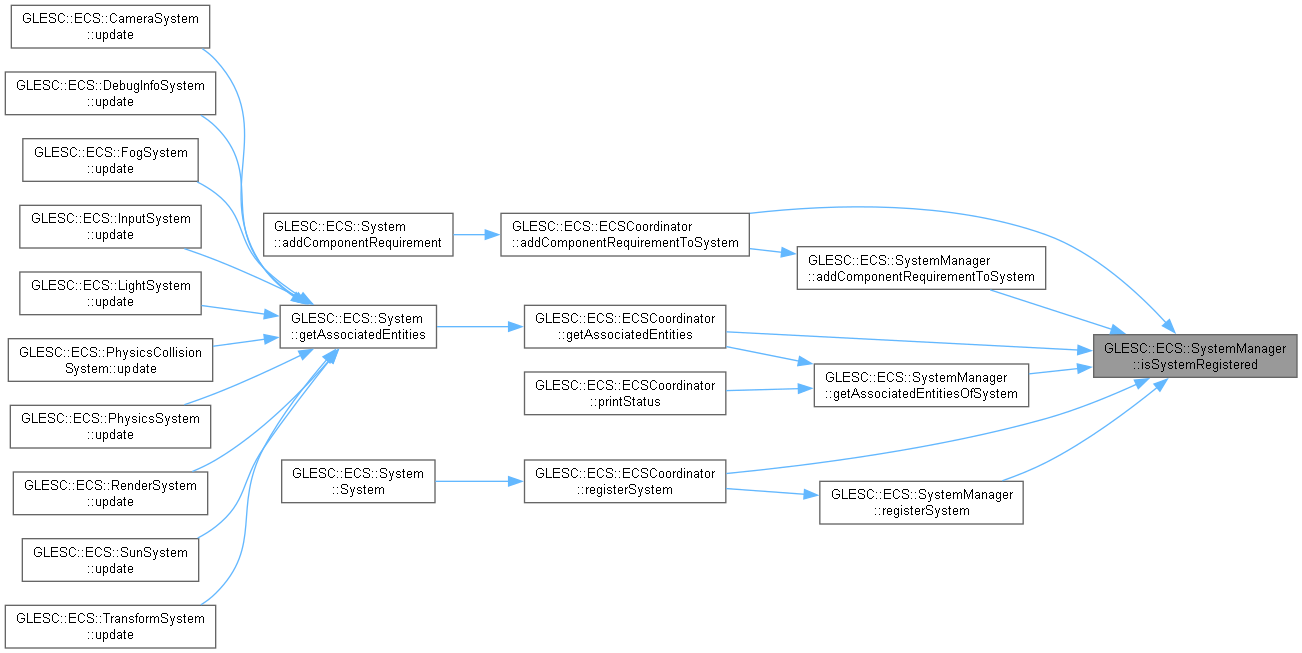 GLESC::ECS::CameraSystem
::update
GLESC::ECS::DebugInfoSystem
::update
GLESC::ECS::FogSystem
::update
GLESC::ECS::InputSystem
::update
GLESC::ECS::LightSystem
::update
GLESC::ECS::PhysicsCollision
System::update
GLESC::ECS::PhysicsSystem
::update
GLESC::ECS::RenderSystem
::update
GLESC::ECS::SunSystem
::update
GLESC::ECS::TransformSystem
::update
GLESC::ECS::System
::addComponentRequirement
GLESC::ECS::System
::getAssociatedEntities
GLESC::ECS::System
::System
GLESC::ECS::ECSCoordinator
::addComponentRequirementToSystem
GLESC::ECS::ECSCoordinator
::getAssociatedEntities
GLESC::ECS::ECSCoordinator
::printStatus
GLESC::ECS::ECSCoordinator
::registerSystem
GLESC::ECS::SystemManager
::addComponentRequirementToSystem
GLESC::ECS::SystemManager
::getAssociatedEntitiesOfSystem
GLESC::ECS::SystemManager
::registerSystem
GLESC::ECS::SystemManager
::isSystemRegistered